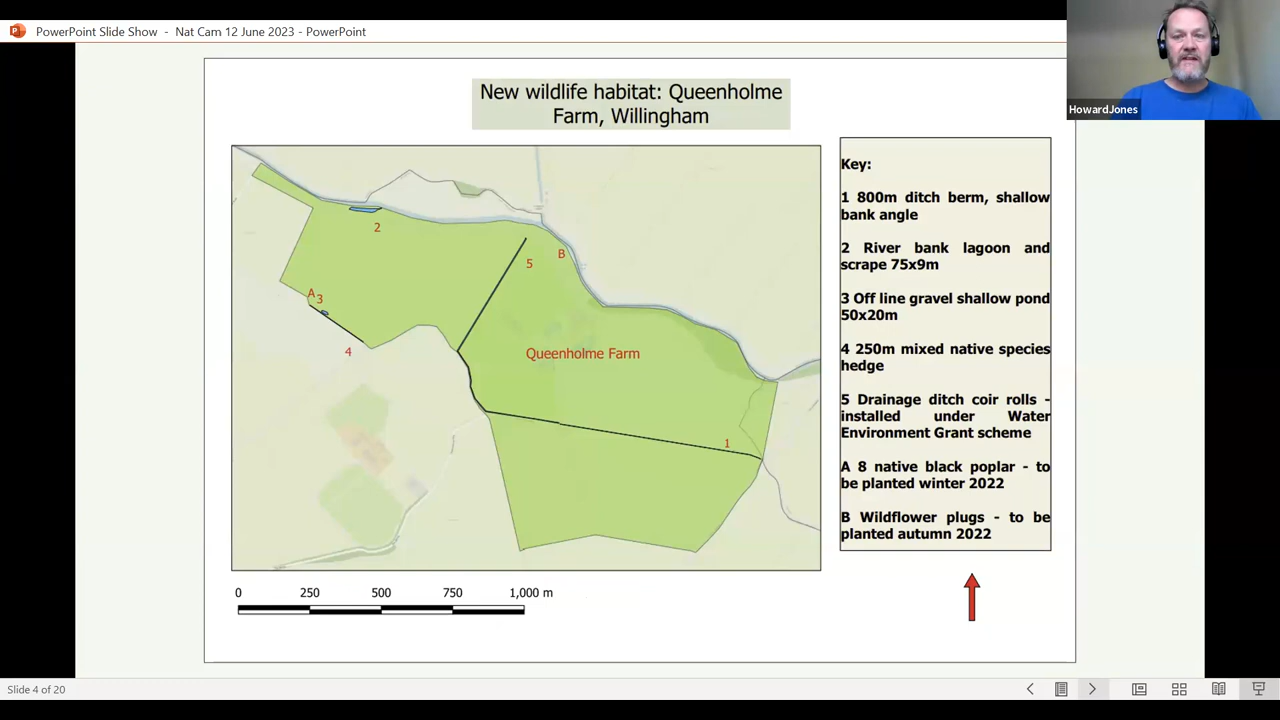 PowerPoint Slide Show - Nat Cam 12 June 2023 - PowerPoint
HowardJones
New wildlife habitat: Queenholme
Farm, Willingham
2
5
B
A
3
4
Queenholme Farm
1
Key:
1 800m ditch berm, shallow
bank angle
2 River bank lagoon and
scrape 75x9m
3 Off line gravel shallow pond
50x20m
4 250m mixed native species
hedge
5 Drainage ditch coir rolls -
installed under Water
Environment Grant scheme
A 8 native black poplar - to
be planted winter 2022
B Wildflower plugs - to be
planted autumn 2022
0 250 500 750 1,000 m
Slide 4 of 20